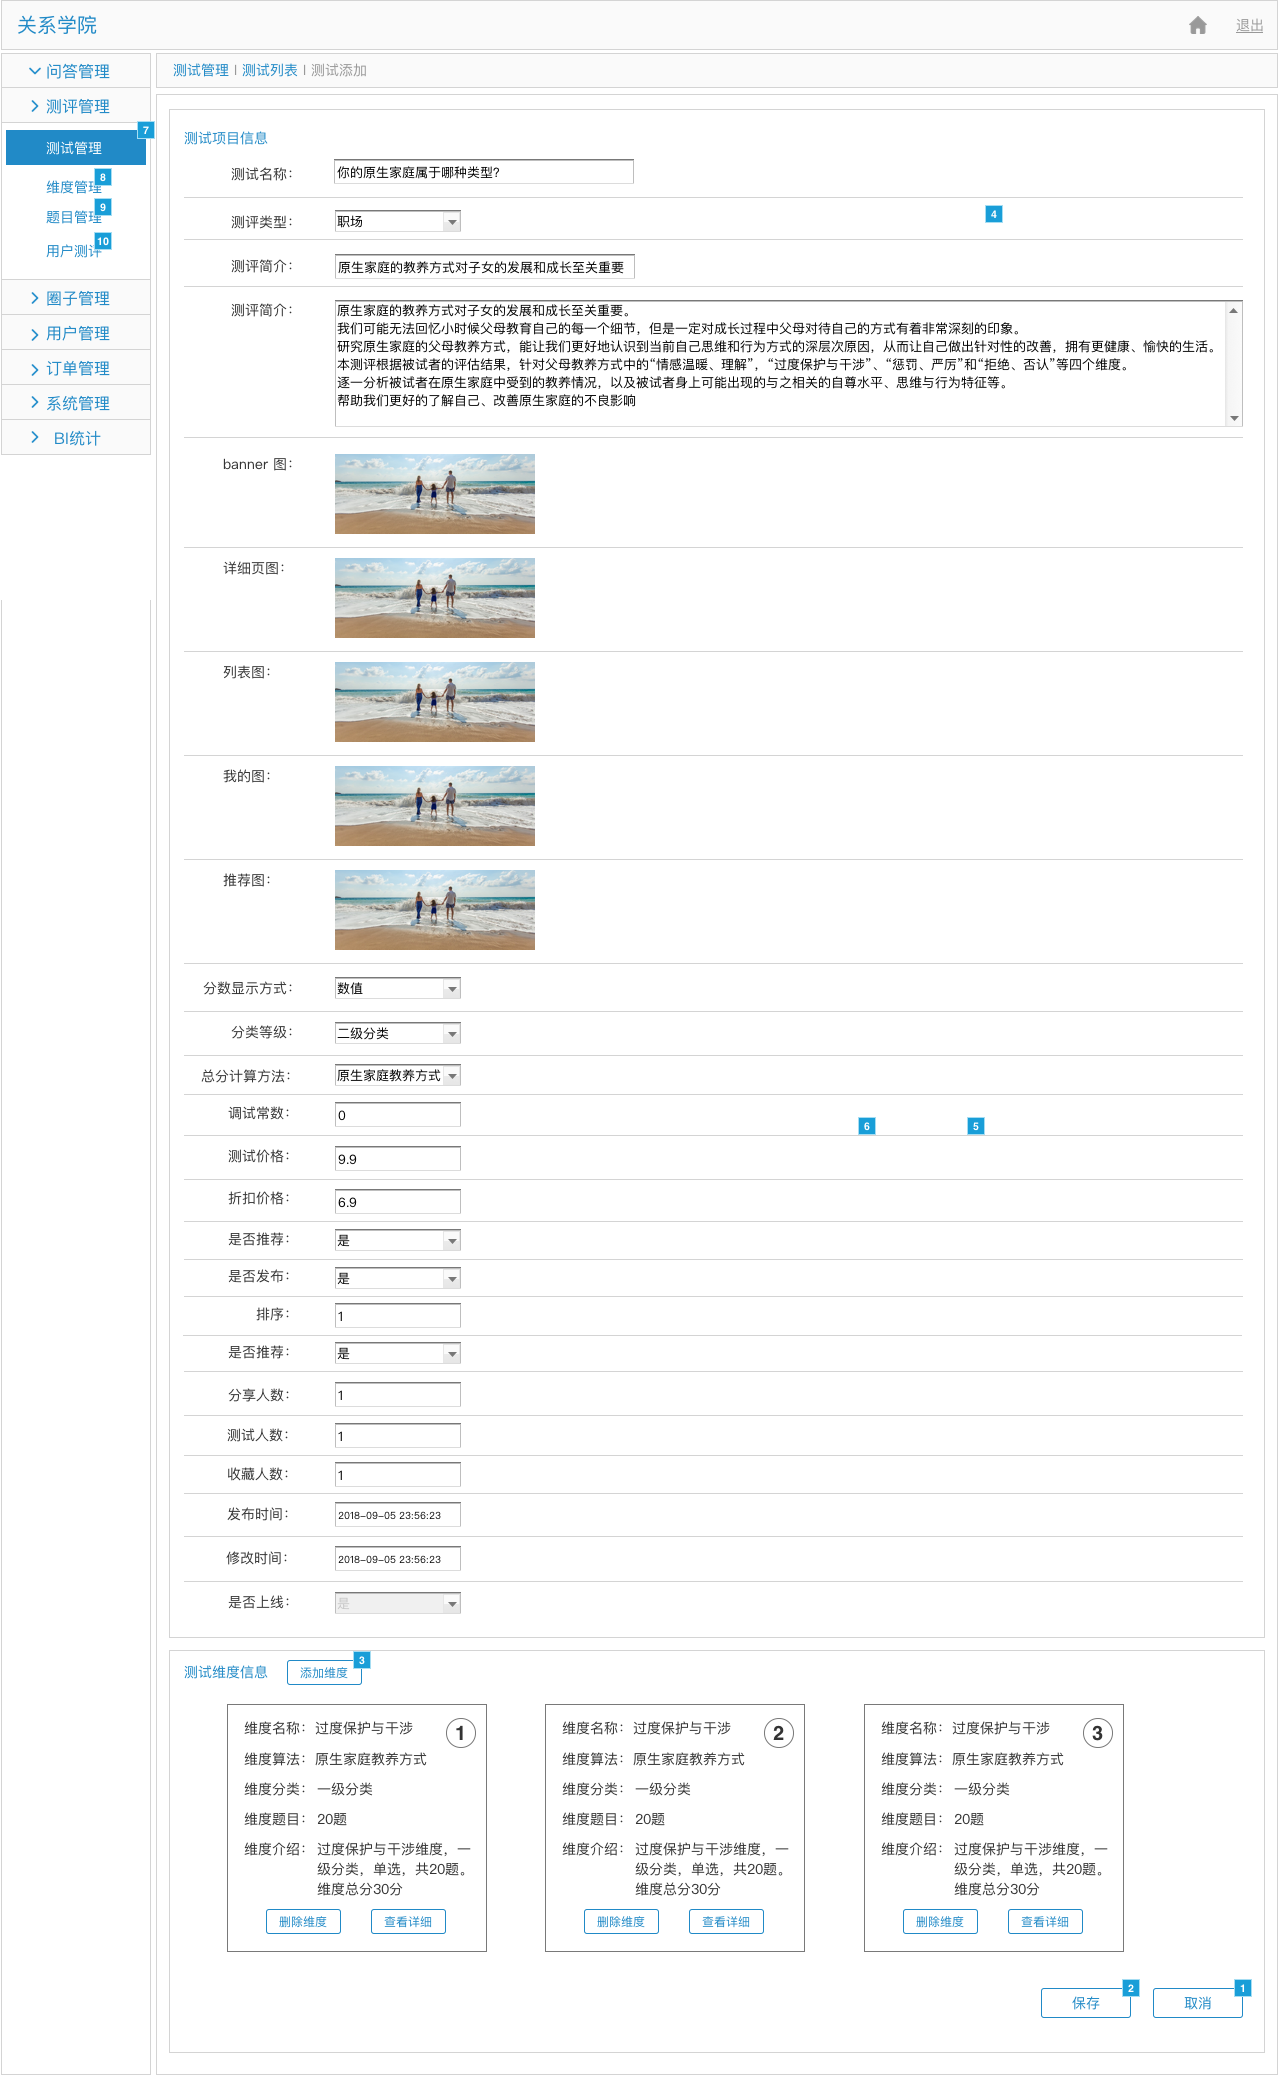 关系学院
退出
问答管理
测评管理
7
测试管理
8
维度管理
9
题目管理
10
用户测评
圈子管理
用户管理
订单管理
系统管理
BI统计
测试管理 | 测试列表 | 测试添加
测试项目信息
测试名称： 你的原生家庭属于哪种类型?
4
测评类型： 职场
测评简介： 原生家庭的教养方式对子女的发展和成长至关重要
测评简介： 原生家庭的教养方式对子女的发展和成长至关重要。
我们可能无法回忆小时候父母教育自己的每一个细节，但是一定对成长过程中父母对待自己的方式有着非常深刻的印象。
研究原生家庭的父母教养方式，能让我们更好地认识到当前自己思维和行为方式的深层次原因，从而让自己做出针对性的改善，拥有更健康、愉快的生活。
本测评根据被试者的评估结果，针对父母教养方式中的“情感温暖、理解”，“过度保护与干涉”、“惩罚、严厉”和“拒绝、否认”等四个维度。
逐一分析被试者在原生家庭中受到的教养情况，以及被试者身上可能出现的与之相关的自尊水平、思维与行为特征等。
帮助我们更好的了解自己、改善原生家庭的不良影响
banner 图：
详细页图：
列表图：
我的图：
推荐图：
分数显示方式： 数值
分类等级： 二级分类
总分计算方法： 原生家庭教养方式
调试常数： 0
6 5
测试价格： 9.9
折扣价格： 6.9
是否推荐： 是
是否发布： 是
排序： 1
是否推荐： 是
分享人数： 1
测试人数： 1
收藏人数： 1
发布时间： 2018-09-05 23:56:23
修改时间： 2018-09-05 23:56:23
是否上线： 是
测试维度信息 添加维度 3
维度名称： 过度保护与干涉 1
维度算法： 原生家庭教养方式
维度分类： 一级分类
维度题目： 20题
维度介绍： 过度保护与干涉维度，一
级分类，单选，共20题。
维度总分30分
删除维度 查看详细
维度名称： 过度保护与干涉 2
维度算法： 原生家庭教养方式
维度分类： 一级分类
维度题目： 20题
维度介绍： 过度保护与干涉维度，一
级分类，单选，共20题。
维度总分30分
删除维度 查看详细
维度名称： 过度保护与干涉 3
维度算法： 原生家庭教养方式
维度分类： 一级分类
维度题目： 20题
维度介绍： 过度保护与干涉维度，一
级分类，单选，共20题。
维度总分30分
删除维度 查看详细
保存 2 取消 1